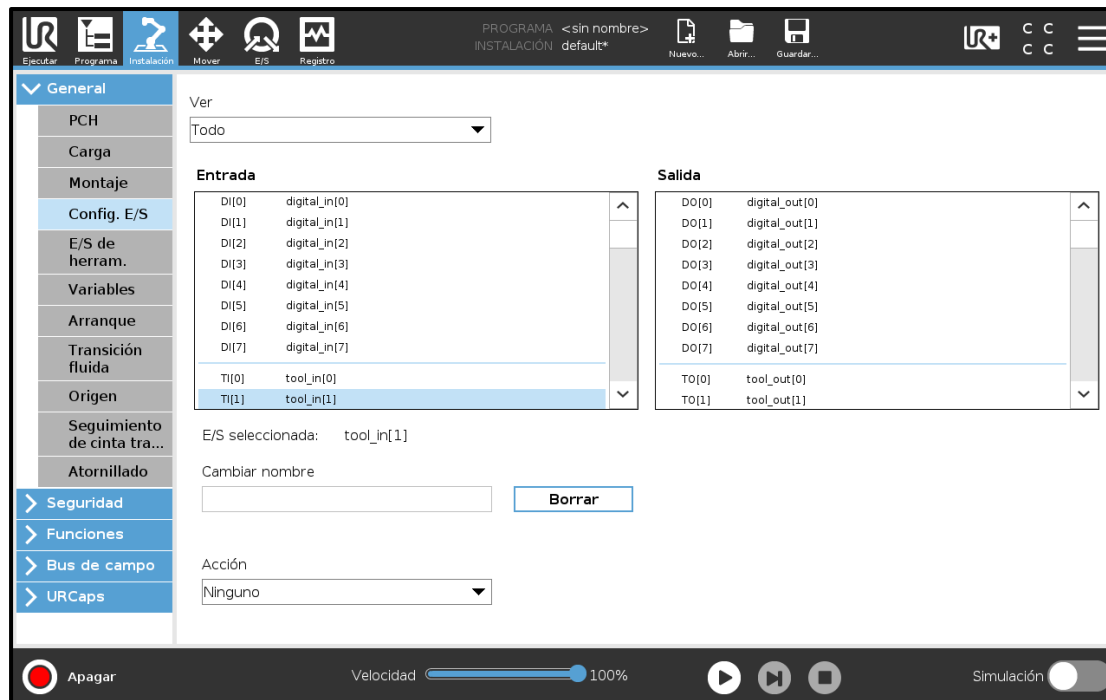 PROGRAMA <sin nombre>
INSTALACIÓN default*
UR
UR+
C C
C C
Ejecutar
Programa
Instalación
Mover
E/S
Registro
Nuevo...
Abrir...
Guardar...
General
PCH
Carga
Montaje
Config. E/S
E/S de
herram.
Variables
Arranque
Transición
fluida
Origen
Seguimiento
de cinta tra...
Atornillado
Seguridad
Funciones
Bus de campo
URCaps
Ver
Todo
Entrada
DI[0] digital_in[0]
DI[1] digital_in[1]
DI[2] digital_in[2]
DI[3] digital_in[3]
DI[4] digital_in[4]
DI[5] digital_in[5]
DI[6] digital_in[6]
DI[7] digital_in[7]
TI[0] tool_in[0]
TI[1] tool_in[1]
Salida
DO[0] digital_out[0]
DO[1] digital_out[1]
DO[2] digital_out[2]
DO[3] digital_out[3]
DO[4] digital_out[4]
DO[5] digital_out[5]
DO[6] digital_out[6]
DO[7] digital_out[7]
TO[0] tool_out[0]
TO[1] tool_out[1]
E/S seleccionada: tool_in[1]
Cambiar nombre
Borrar
Acción
Ninguno
Apagar
Velocidad 100%
Simulación